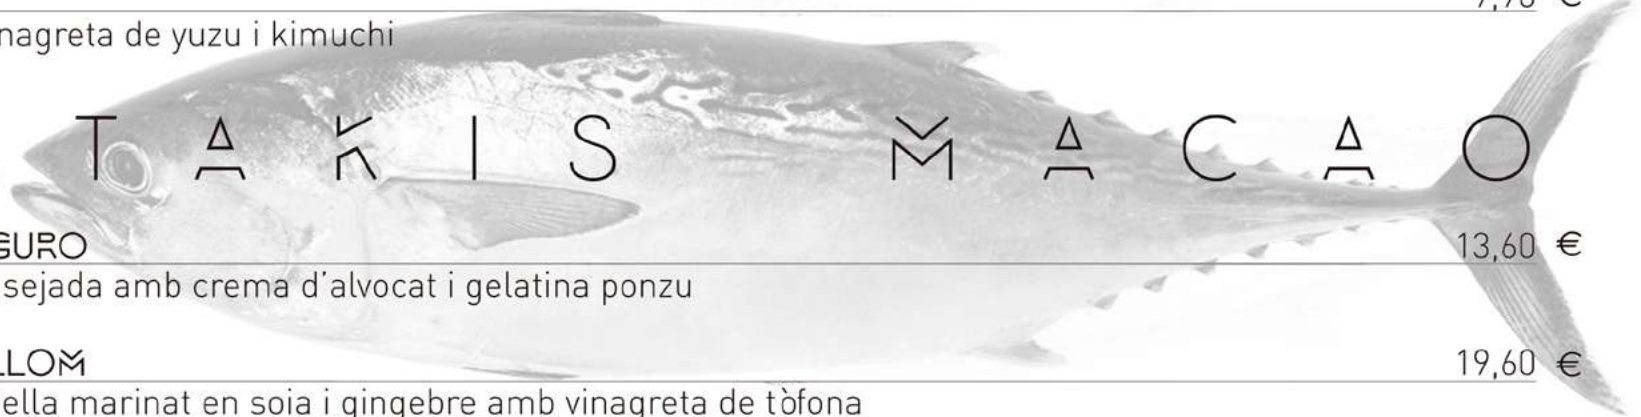 nagreta de yuzu i kimuchi
TAKIS MACAO
GURO 13,60 €
sejada amb crema d'alvocat i gelatina ponzu
LLOM 19,60 €
ella marinat en soia i gingebre amb vinagreta de tòfona